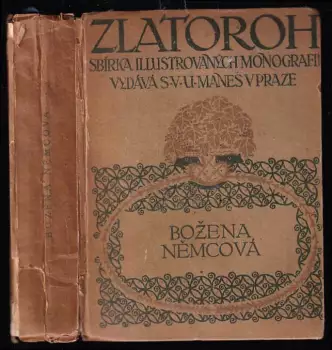 ZLATOROH
SBÍRKA ILLUSTROVANÝCH MONOGRAFIÍ
VYDÁVÁ S·V·U·MÁNES V PRAZE
BOŽENA
NĚMCOVÁ